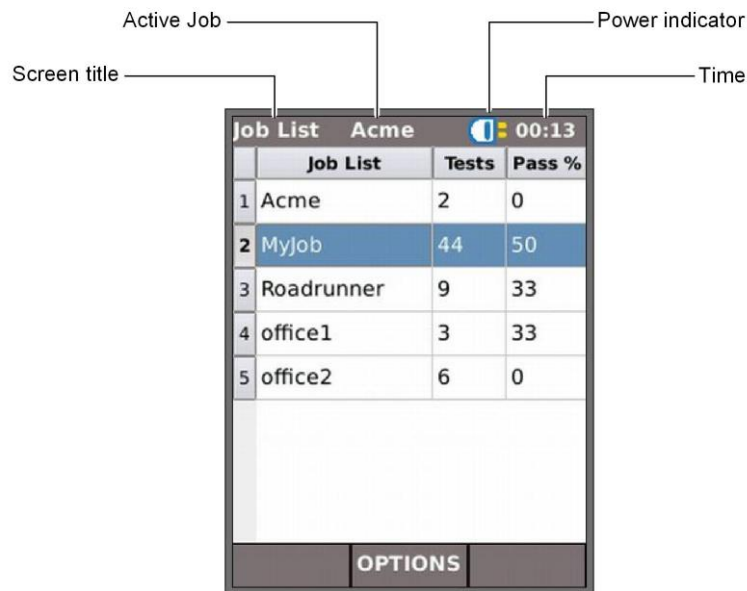 Active Job
Power indicator
Screen title
Time
Job List Acme 00:13
Job List Tests Pass %
1 Acme 2 0
2 MyJob 44 50
3 Roadrunner 9 33
4 office1 3 33
5 office2 6 0
OPTIONS